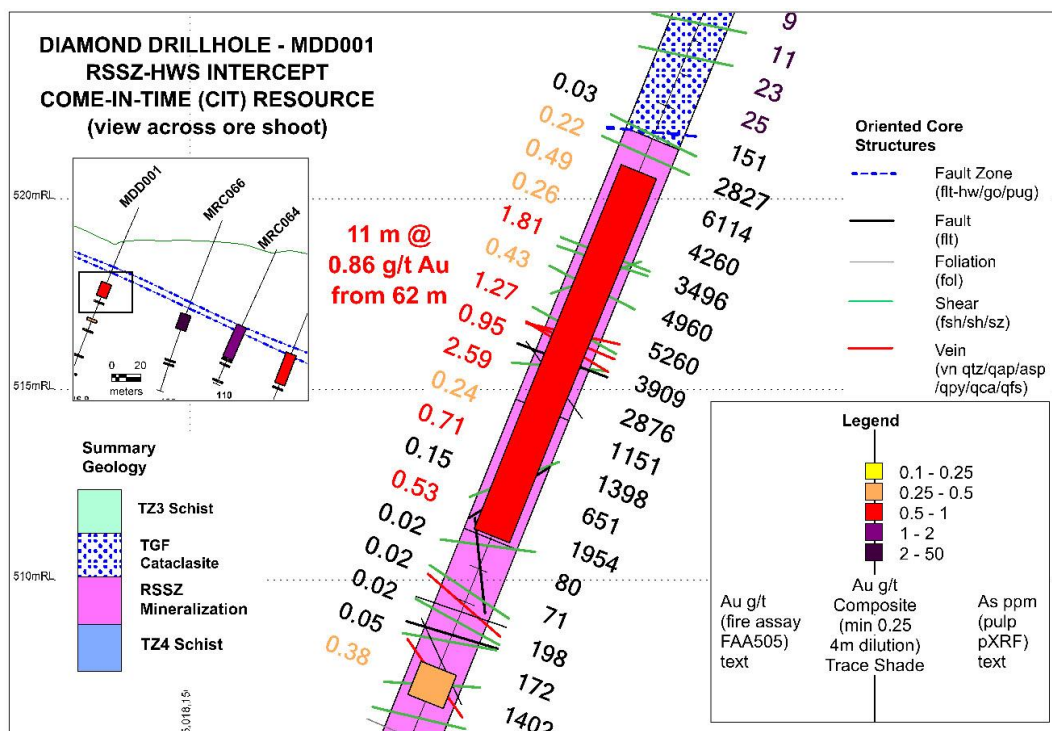 DIAMOND DRILLHOLE - MDD001
RSSZ-HWS INTERCEPT
COME-IN-TIME (CIT) RESOURCE
(view across ore shoot)
MDD001
MRC066
MRC064
0 20
meters
110
520mRL
515mRL
510mRL
11 m @
0.86 g/t Au
from 62 m
0.03
0.22
0.49
0.26
1.81
0.43
1.27
0.95
2.59
0.24
0.71
0.15
0.53
0.02
0.02
0.02
0.05
0.38
9
11
23
25
151
2827
6114
4260
3496
4960
5260
3909
2876
1151
1398
651
1954
80
71
198
172
1402
Oriented Core
Structures
Fault Zone
(flt-hw/go/pug)
Fault
(flt)
Foliation
(fol)
Shear
(fsh/sh/sz)
Vein
(vn qtz/qap/asp
/qpy/qca/qfs)
Summary
Geology
TZ3 Schist
TGF
Cataclasite
RSSZ
Mineralization
TZ4 Schist
Legend
0.1 - 0.25
0.25 - 0.5
0.5 - 1
1 - 2
2 - 50
Au g/t
(fire assay
FAA505)
text
Au g/t
Composite
(min 0.25
4m dilution)
Trace Shade
As ppm
(pulp
pXRF)
text